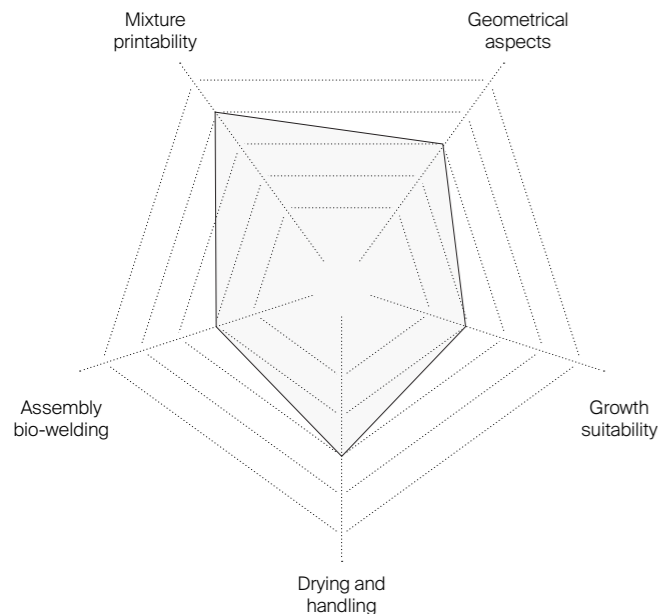 Mixture
printability
Geometrical
aspects
Assembly
bio-welding
Growth
suitability
Drying and
handling